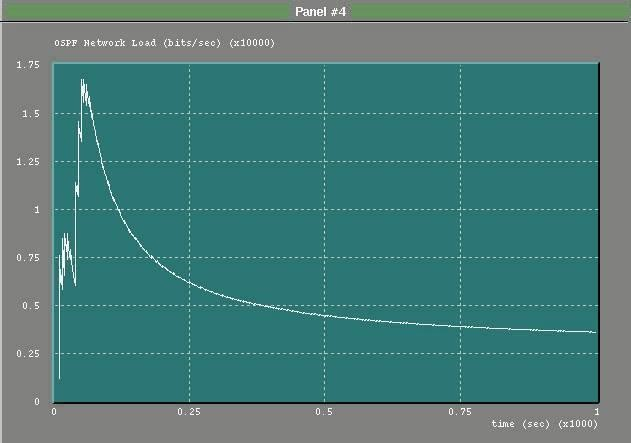 Panel #4
OSPF Network Load (bits/sec) (x10000)
1.75
1.5
1.25
1
0.75
0.5
0.25
0
0 0.25 0.5 0.75 1
time (sec) (x1000)